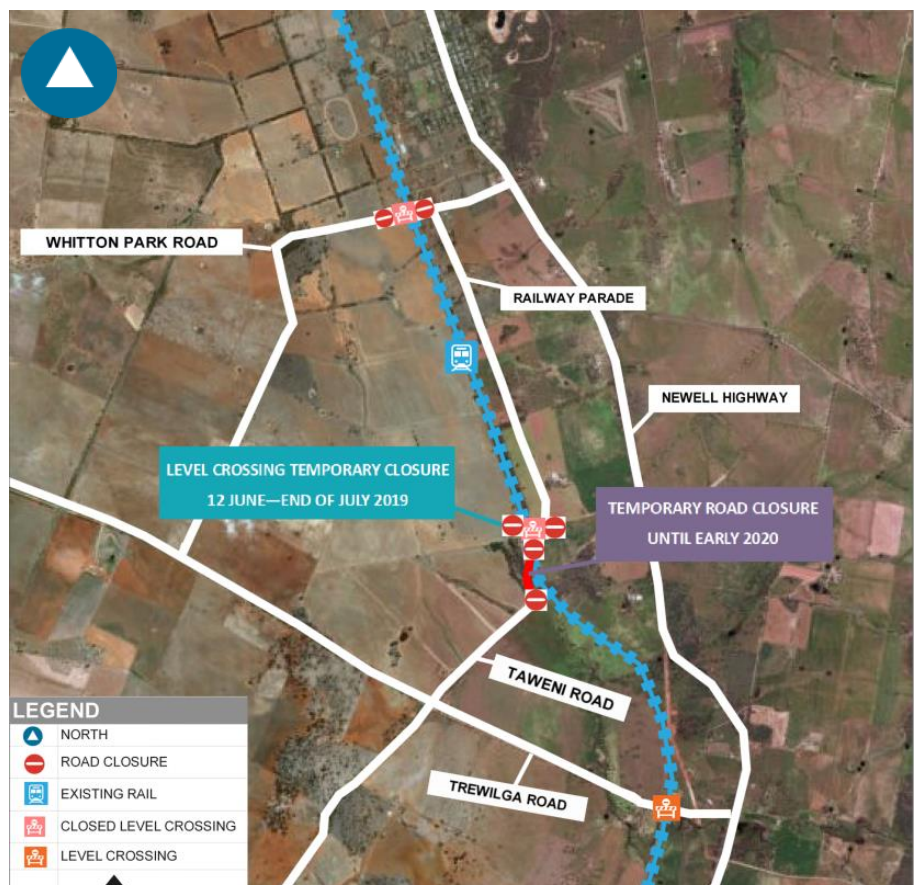 WHITTON PARK ROAD
RAILWAY PARADE
NEWELL HIGHWAY
LEVEL CROSSING TEMPORARY CLOSURE
12 JUNE—END OF JULY 2019
TEMPORARY ROAD CLOSURE
UNTIL EARLY 2020
TAWENI ROAD
TREWILGA ROAD
LEGEND
NORTH
ROAD CLOSURE
EXISTING RAIL
CLOSED LEVEL CROSSING
LEVEL CROSSING